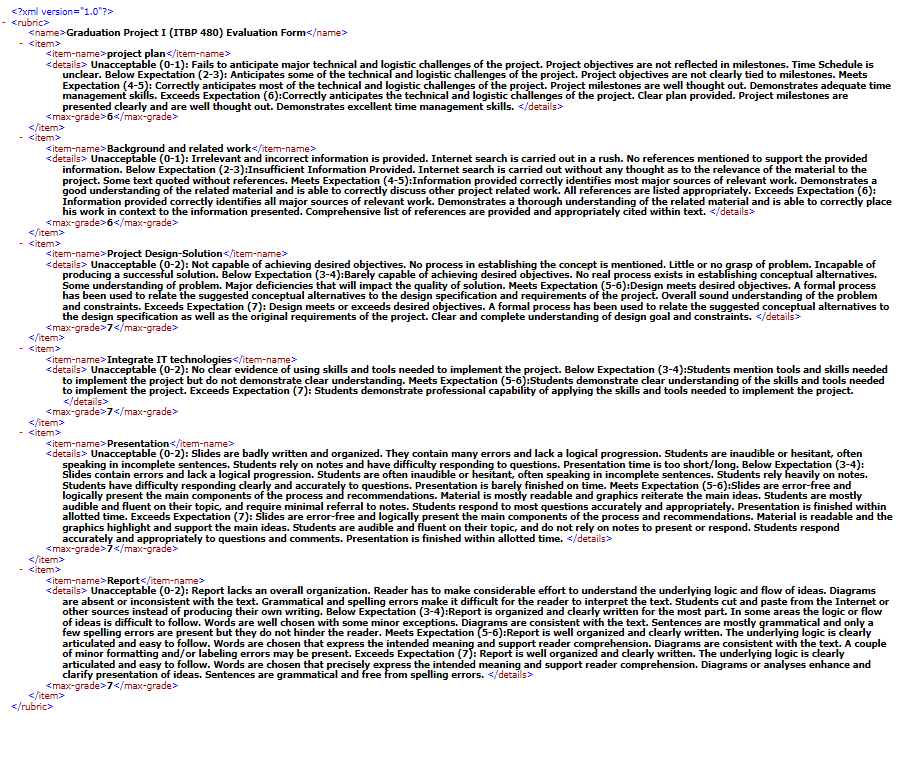 <?xml version="1.0"?>
- <rubric>
<name>Graduation Project I (ITBP 480) Evaluation Form</name>
- <item>
<item-name>project plan</item-name>
<details> Unacceptable (0-1): Fails to anticipate major technical and logistic challenges of the project. Project objectives are not reflected in milestones. Time Schedule is
unclear. Below Expectation (2-3): Anticipates some of the technical and logistic challenges of the project. Project objectives are not clearly tied to milestones. Meets
Expectation (4-5): Correctly anticipates most of the technical and logistic challenges of the project. Project milestones are well thought out. Demonstrates adequate time
management skills. Exceeds Expectation (6):Correctly anticipates the technical and logistic challenges of the project. Clear plan provided. Project milestones are
presented clearly and are well thought out. Demonstrates excellent time management skills. </details>
<max-grade>6</max-grade>
</item>
- <item>
<item-name>Background and related work</item-name>
<details> Unacceptable (0-1): Irrelevant and incorrect information is provided. Internet search is carried out in a rush. No references mentioned to support the provided
information. Below Expectation (2-3):Insufficient Information Provided. Internet search is carried out without any thought as to the relevance of the material to the
project. Some text quoted without references. Meets Expectation (4-5):Information provided correctly identifies most major sources of relevant work. Demonstrates a
good understanding of the related material and is able to correctly discuss other project related work. All references are listed appropriately. Exceeds Expectation (6):
Information provided correctly identifies all major sources of relevant work. Demonstrates a thorough understanding of the related material and is able to correctly place
his work in context to the information presented. Comprehensive list of references are provided and appropriately cited within text. </details>
<max-grade>6</max-grade>
</item>
- <item>
<item-name>Project Design-Solution</item-name>
<details> Unacceptable (0-2): Not capable of achieving desired objectives. No process in establishing the concept is mentioned. Little or no grasp of problem. Incapable of
producing a successful solution. Below Expectation (3-4):Barely capable of achieving desired objectives. No real process exists in establishing conceptual alternatives.
Some understanding of problem. Major deficiencies that will impact the quality of solution. Meets Expectation (5-6):Design meets desired objectives. A formal process
has been used to relate the suggested conceptual alternatives to the design specification and requirements of the project. Overall sound understanding of the problem
and constraints. Exceeds Expectation (7): Design meets or exceeds desired objectives. A formal process has been used to relate the suggested conceptual alternatives to
the design specification as well as the original requirements of the project. Clear and complete understanding of design goal and constraints. </details>
<max-grade>7</max-grade>
</item>
- <item>
<item-name>Integrate IT technologies</item-name>
<details> Unacceptable (0-2): No clear evidence of using skills and tools needed to implement the project. Below Expectation (3-4):Students mention tools and skills needed
to implement the project but do not demonstrate clear understanding. Meets Expectation (5-6):Students demonstrate clear understanding of the skills and tools needed
to implement the project. Exceeds Expectation (7): Students demonstrate professional capability of applying the skills and tools needed to implement the project.
</details>
<max-grade>7</max-grade>
</item>
- <item>
<item-name>Presentation</item-name>
<details> Unacceptable (0-2): Slides are badly written and organized. They contain many errors and lack a logical progression. Students are inaudible or hesitant, often
speaking in incomplete sentences. Students rely on notes and have difficulty responding to questions. Presentation time is too short/long. Below Expectation (3-4):
Slides contain errors and lack a logical progression. Students are often inaudible or hesitant, often speaking in incomplete sentences. Students rely heavily on notes.
Students have difficulty responding clearly and accurately to questions. Presentation is barely finished on time. Meets Expectation (5-6):Slides are error-free and
logically present the main components of the process and recommendations. Material is mostly readable and graphics reiterate the main ideas. Students are mostly
audible and fluent on their topic, and require minimal referral to notes. Students respond to most questions accurately and appropriately. Presentation is finished within
allotted time. Exceeds Expectation (7): Slides are error-free and logically present the main components of the process and recommendations. Material is readable and the
graphics highlight and support the main ideas. Students are audible and fluent on their topic, and do not rely on notes to present or respond. Students respond
accurately and appropriately to questions and comments. Presentation is finished within allotted time. </details>
<max-grade>7</max-grade>
</item>
- <item>
<item-name>Report</item-name>
<details> Unacceptable (0-2): Report lacks an overall organization. Reader has to make considerable effort to understand the underlying logic and flow of ideas. Diagrams
are absent or inconsistent with the text. Grammatical and spelling errors make it difficult for the reader to interpret the text. Students cut and paste from the Internet or
other sources instead of producing their own writing. Below Expectation (3-4):Report is organized and clearly written for the most part. In some areas the logic or flow
of ideas is difficult to follow. Words are well chosen with some minor exceptions. Diagrams are consistent with the text. Sentences are mostly grammatical and only a
few spelling errors are present but they do not hinder the reader. Meets Expectation (5-6):Report is well organized and clearly written. The underlying logic is clearly
articulated and easy to follow. Words are chosen that express the intended meaning and support reader comprehension. Diagrams are consistent with the text. A couple
of minor formatting and/or labeling errors may be present. Exceeds Expectation (7): Report is well organized and clearly written. The underlying logic is clearly
articulated and easy to follow. Words are chosen that precisely express the intended meaning and support reader comprehension. Diagrams or analyses enhance and
clarify presentation of ideas. Sentences are grammatical and free from spelling errors. </details>
<max-grade>7</max-grade>
</item>
</rubric>